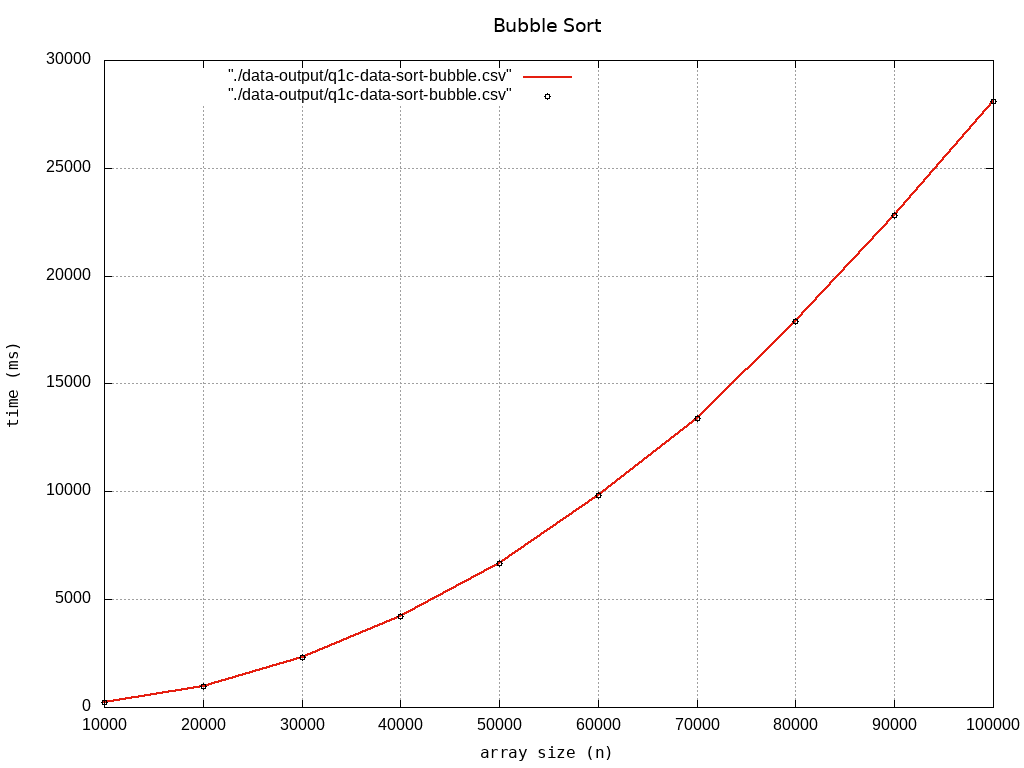 Bubble Sort
30000
25000
20000
15000
10000
5000
0
time (ms)
"./data-output/q1c-data-sort-bubble.csv"
"./data-output/q1c-data-sort-bubble.csv"
10000 20000 30000 40000 50000 60000 70000 80000 90000 100000
array size (n)